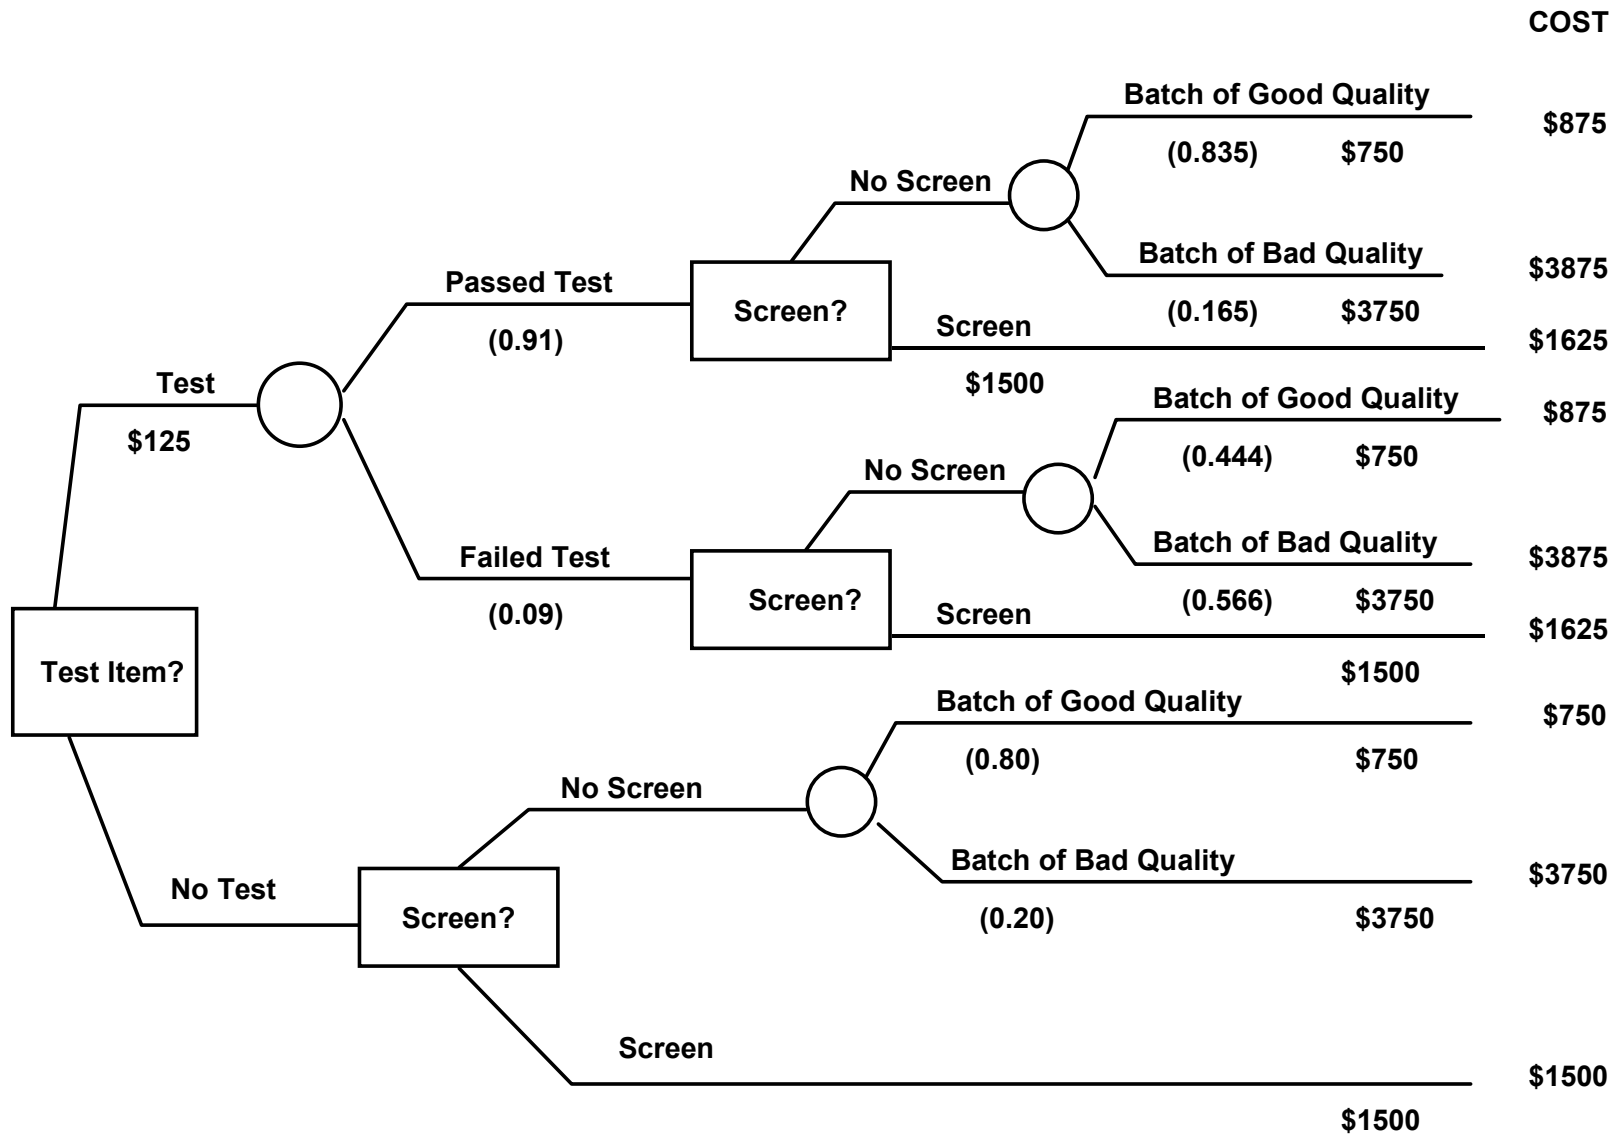 COST
Batch of Good Quality
$875
(0.835) $750
No Screen
Batch of Bad Quality
$3875
Passed Test
Screen?
(0.165) $3750
Screen
$1625
(0.91)
Test
$1500
Batch of Good Quality
$875
$125
(0.444) $750
No Screen
Batch of Bad Quality
$3875
Failed Test
Screen?
(0.566) $3750
(0.09)
Screen
$1625
Test Item?
$1500
Batch of Good Quality
$750
(0.80) $750
No Screen
Batch of Bad Quality
$3750
No Test
Screen?
(0.20) $3750
Screen
$1500
$1500